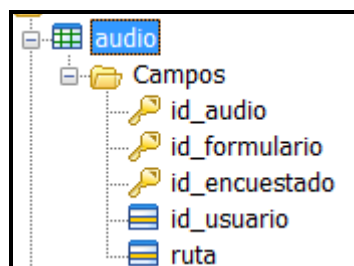 audio
Campos
id_audio
id_formulario
id_encuestado
id_usuario
ruta